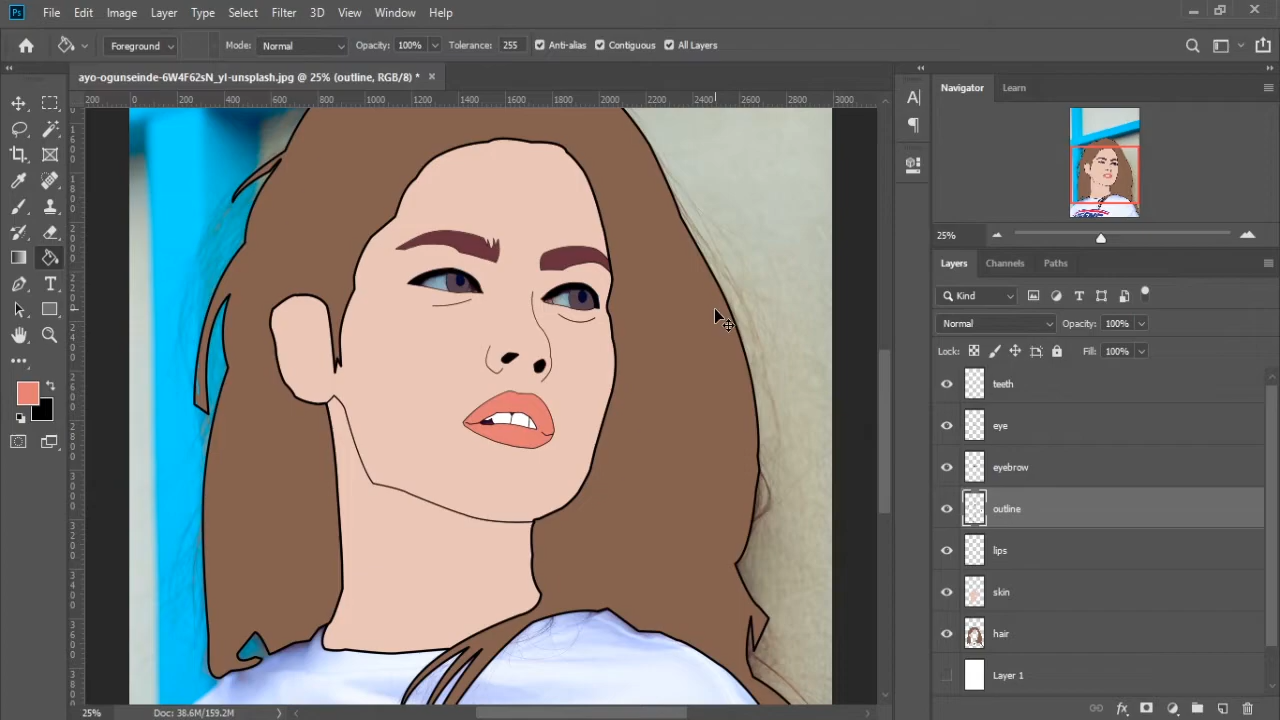 Ps File Edit Image Layer Type Select Filter 3D View Window Help
Foreground Mode: Normal Opacity: 100% Tolerance: 255 Anti-alias Contiguous All Layers
ayo-ogunseinde-6W4F62sN_yI-unsplash.jpg @ 25% (outline, RGB/8) *
200 0 200 400 600 800 1000 1200 1400 1600 1800 2000 2200 2400 2600 2800 3000
Navigator Learn
25%
Layers Channels Paths
Kind
Normal Opacity: 100%
Lock: Fill: 100%
teeth
eye
eyebrow
outline
lips
skin
hair
Layer 1
25% Doc: 38.6M/159.2M